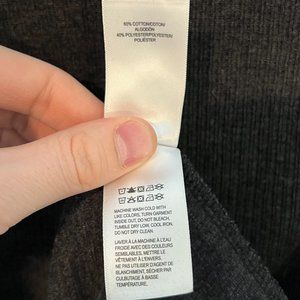 60% COTTON/COTON/
ALGODÓN
40% POLYESTER/POLYESTER/
POLIÉSTER
MACHINE WASH COLD WITH
LIKE COLORS, TURN GARMENT
INSIDE OUT, DO NOT BLEACH,
TUMBLE DRY LOW, COOL IRON,
DO NOT DRY CLEAN.
LAVER À LA MACHINE À L'EAU
FROIDE AVEC DES COULEURS
SEMBLABLES, METTRE LE
VÊTEMENT À L'ENVERS,
NE PAS UTILISER D'AGENT DE
BLANCHIMENT, SÉCHER PAR
CULBUTAGE À BASSE
TEMPÉRATURE,